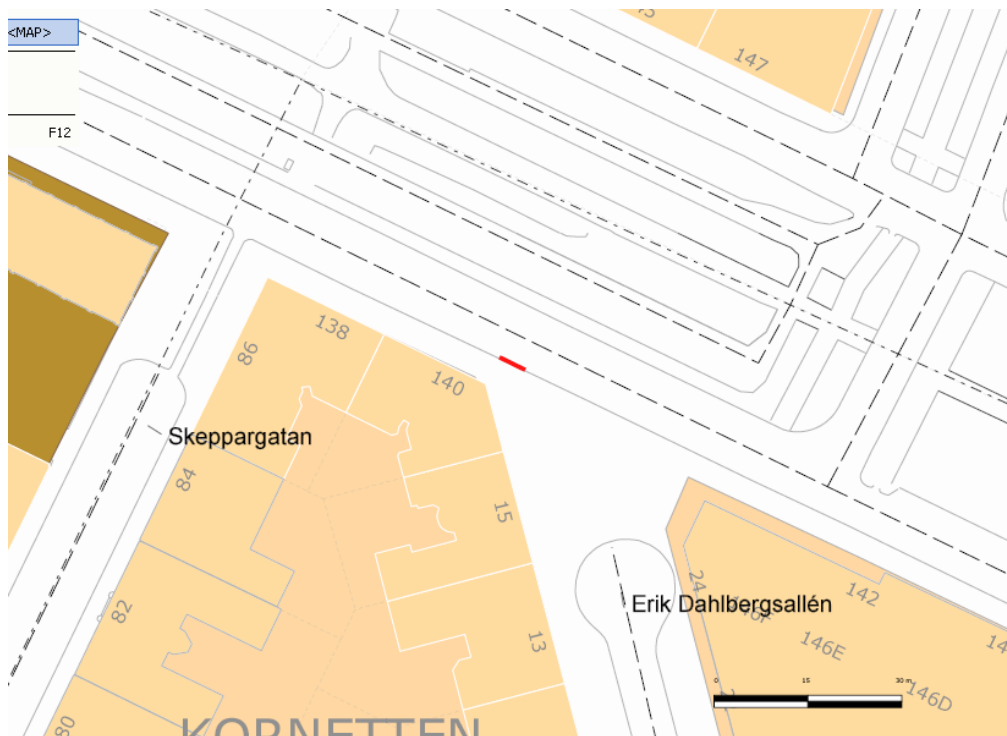 <MAP>
F12
147
138
140
86
Skeppargatan
84
15
82
24
142
Erik Dahlbergsallén
146F
146E
13
146D
0 15 30 m
80
KORNETTEN